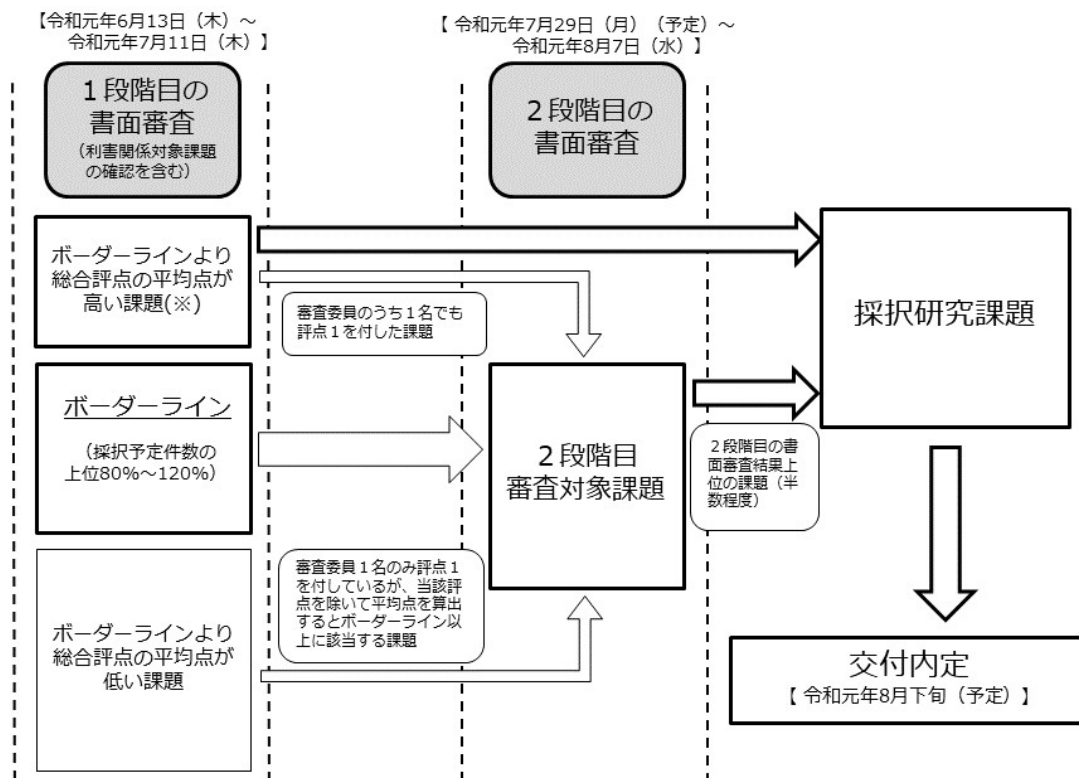 【令和元年6月13日（木）～
令和元年7月11日（木）】
【 令和元年7月29日（月）（予定）～
令和元年8月7日（水）】
１段階目の
書面審査
（利害関係対象課題
の確認を含む）
２段階目の
書面審査
ボーダーラインより
総合評点の平均点が
高い課題(※)
審査委員のうち１名でも
評点１を付した課題
採択研究課題
ボーダーライン
（採択予定件数の
上位80%～120%）
２段階目
審査対象課題
２段階目の書
面審査結果上
位の課題（半
数程度）
審査委員１名のみ評点１
を付しているが、当該評
点を除いて平均点を算出
するとボーダーライン以
上に該当する課題
ボーダーラインより
総合評点の平均点が
低い課題
交付内定
【 令和元年8月下旬（予定）】